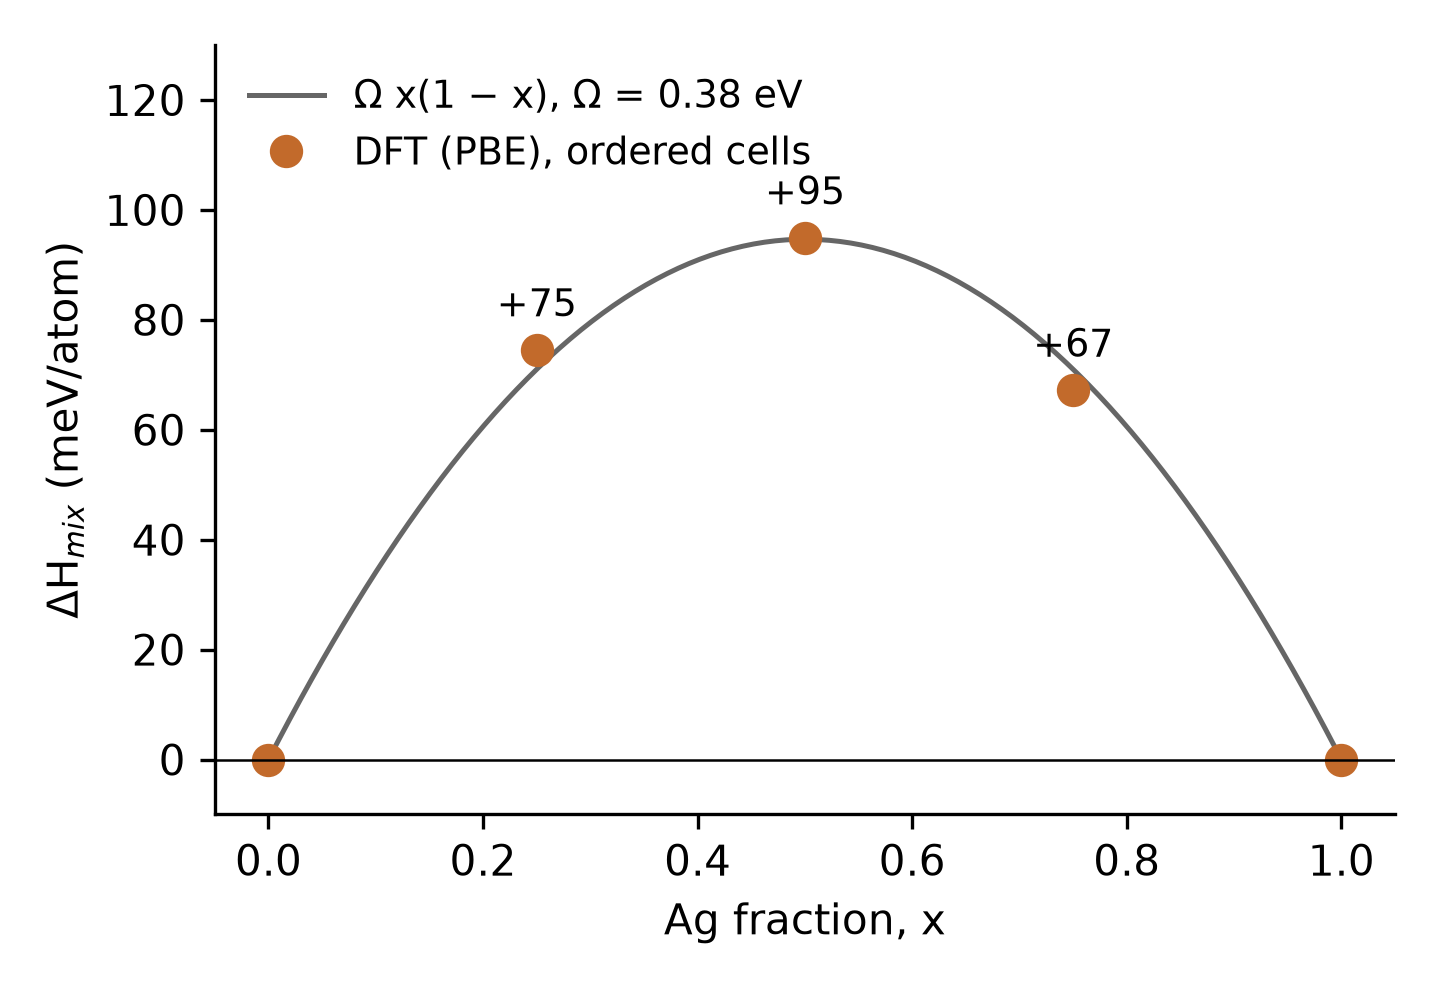 120
100
80
60
40
20
0
ΔHmix (meV/atom)
Ω x(1 − x), Ω = 0.38 eV
DFT (PBE), ordered cells
+95
+75
+67
0.0 0.2 0.4 0.6 0.8 1.0
Ag fraction, x